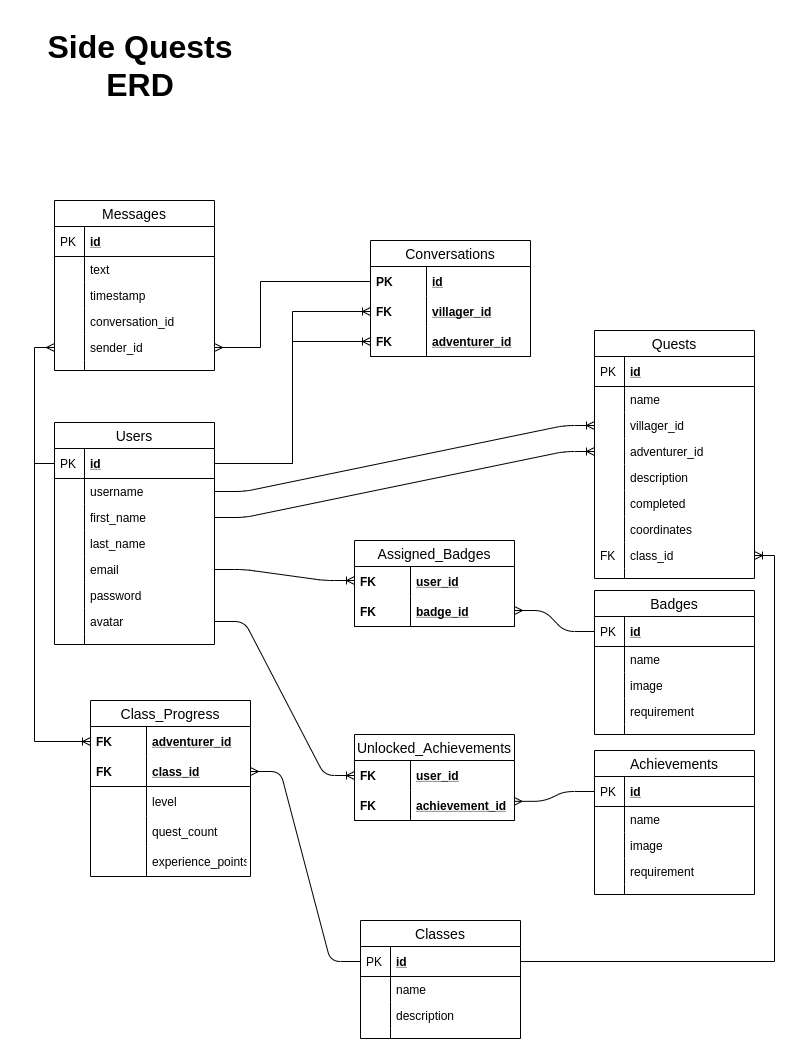 Side Quests
ERD
Messages
PK id
text
timestamp
conversation_id
sender_id
Conversations
PK id
FK villager_id
FK adventurer_id
Quests
PK id
name
villager_id
adventurer_id
description
completed
coordinates
FK class_id
Users
PK id
username
first_name
last_name
email
password
avatar
Assigned_Badges
FK user_id
FK badge_id
Badges
PK id
name
image
requirement
Class_Progress
FK adventurer_id
FK class_id
level
quest_count
experience_points
Unlocked_Achievements
FK user_id
FK achievement_id
Achievements
PK id
name
image
requirement
Classes
PK id
name
description